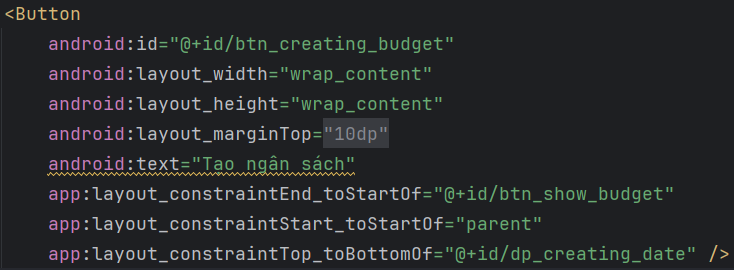 <Button
android:id="@+id/btn_creating_budget"
android:layout_width="wrap_content"
android:layout_height="wrap_content"
android:layout_marginTop="10dp"
android:text="Tạo ngân sách"
app:layout_constraintEnd_toStartOf="@+id/btn_show_budget"
app:layout_constraintStart_toStartOf="parent"
app:layout_constraintTop_toBottomOf="@+id/dp_creating_date" />